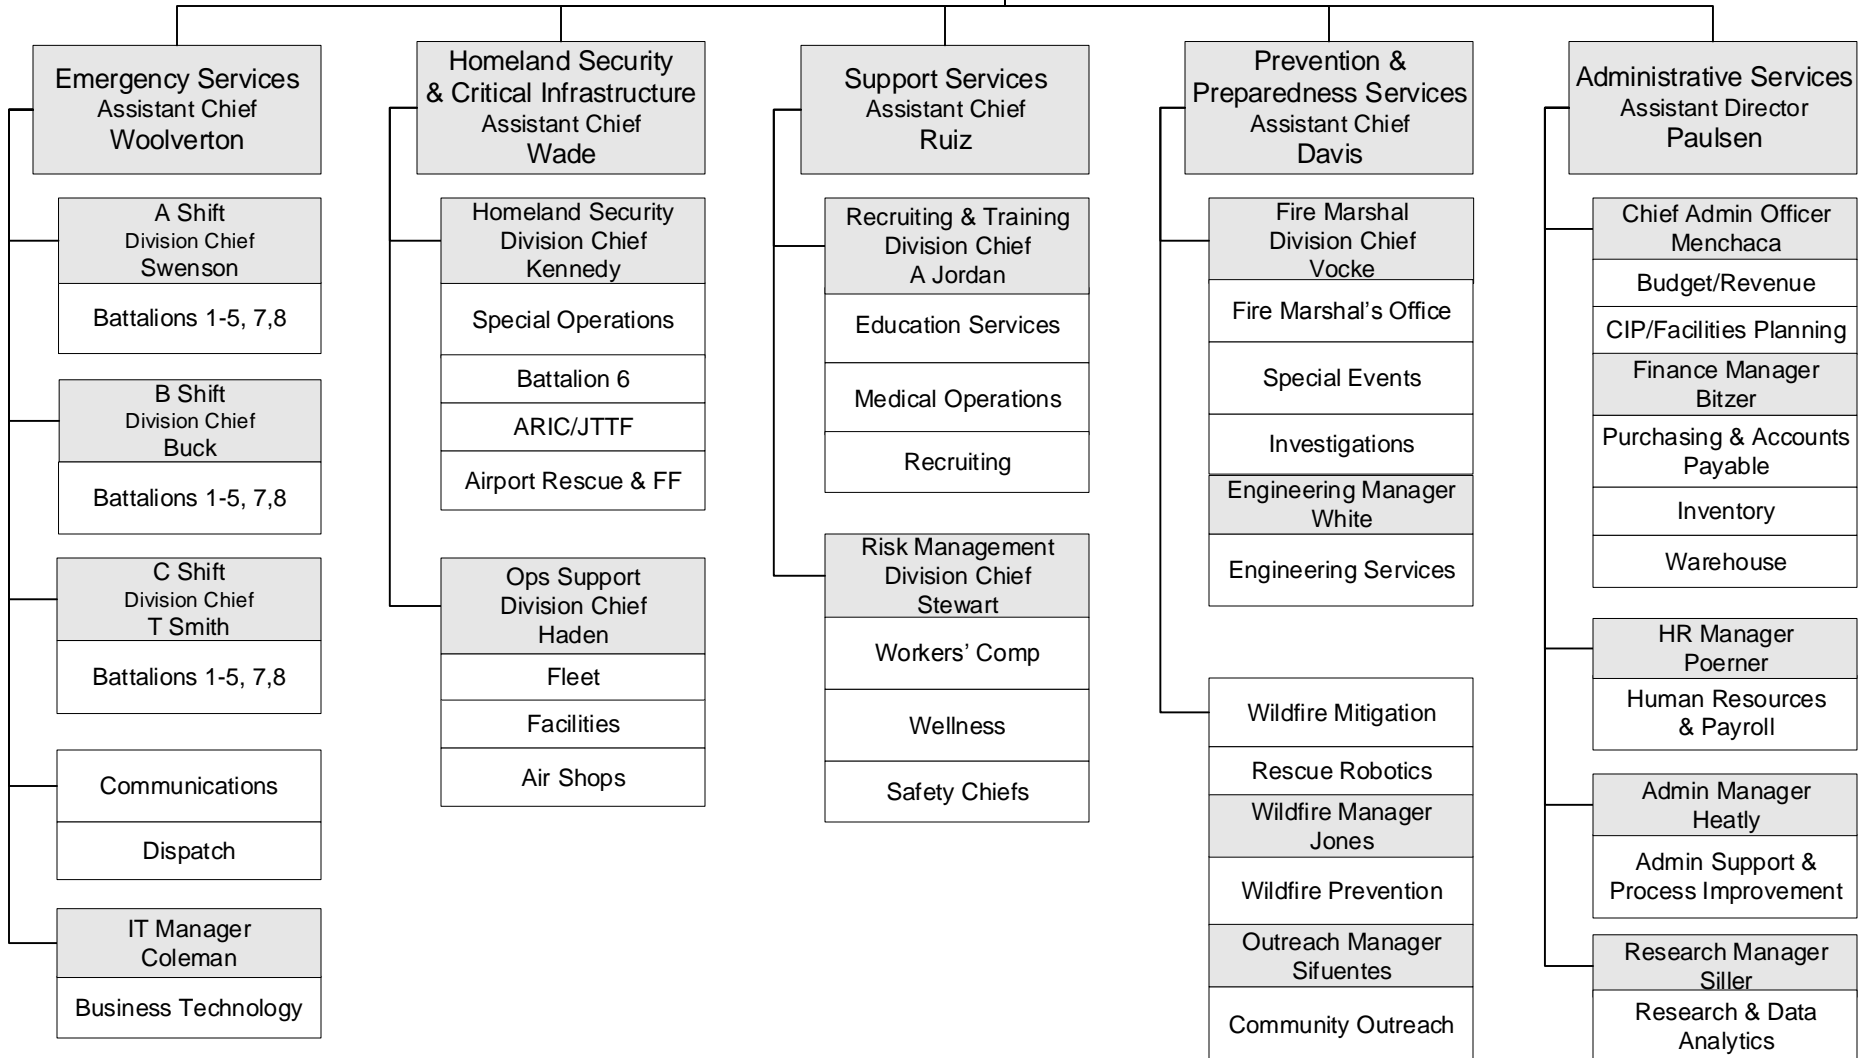 Emergency Services
Assistant Chief
Woolverton
A Shift
Division Chief
Swenson
Battalions 1-5, 7,8
B Shift
Division Chief
Buck
Battalions 1-5, 7,8
C Shift
Division Chief
T Smith
Battalions 1-5, 7,8
Communications
Dispatch
IT Manager
Coleman
Business Technology
Homeland Security
& Critical Infrastructure
Assistant Chief
Wade
Homeland Security
Division Chief
Kennedy
Special Operations
Battalion 6
ARIC/JTTF
Airport Rescue & FF
Ops Support
Division Chief
Haden
Fleet
Facilities
Air Shops
Support Services
Assistant Chief
Ruiz
Recruiting & Training
Division Chief
A Jordan
Education Services
Medical Operations
Recruiting
Risk Management
Division Chief
Stewart
Workers’ Comp
Wellness
Safety Chiefs
Prevention &
Preparedness Services
Assistant Chief
Davis
Fire Marshal
Division Chief
Vocke
Fire Marshal’s Office
Special Events
Investigations
Engineering Manager
White
Engineering Services
Wildfire Mitigation
Rescue Robotics
Wildfire Manager
Jones
Wildfire Prevention
Outreach Manager
Sifuentes
Community Outreach
Administrative Services
Assistant Director
Paulsen
Chief Admin Officer
Menchaca
Budget/Revenue
CIP/Facilities Planning
Finance Manager
Bitzer
Purchasing & Accounts
Payable
Inventory
Warehouse
HR Manager
Poerner
Human Resources
& Payroll
Admin Manager
Heatly
Admin Support &
Process Improvement
Research Manager
Siller
Research & Data
Analytics